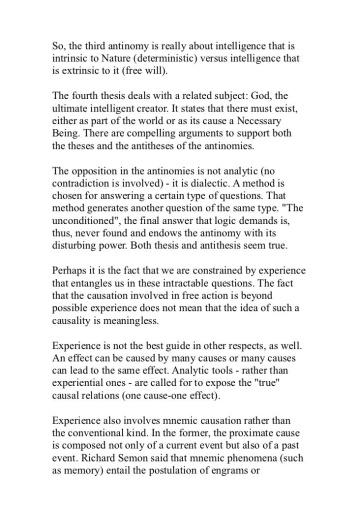 So, the third antinomy is really about intelligence that is
intrinsic to Nature (deterministic) versus intelligence that
is extrinsic to it (free will).
The fourth thesis deals with a related subject: God, the
ultimate intelligent creator. It states that there must exist,
either as part of the world or as its cause a Necessary
Being. There are compelling arguments to support both
the theses and the antitheses of the antinomies.
The opposition in the antinomies is not analytic (no
contradiction is involved) - it is dialectic. A method is
chosen for answering a certain type of questions. That
method generates another question of the same type. "The
unconditioned", the final answer that logic demands is,
thus, never found and endows the antinomy with its
disturbing power. Both thesis and antithesis seem true.
Perhaps it is the fact that we are constrained by experience
that entangles us in these intractable questions. The fact
that the causation involved in free action is beyond
possible experience does not mean that the idea of such a
causality is meaningless.
Experience is not the best guide in other respects, as well.
An effect can be caused by many causes or many causes
can lead to the same effect. Analytic tools - rather than
experiential ones - are called for to expose the "true"
causal relations (one cause-one effect).
Experience also involves mnemic causation rather than
the conventional kind. In the former, the proximate cause
is composed not only of a current event but also of a past
event. Richard Semon said that mnemic phenomena (such
as memory) entail the postulation of engrams or